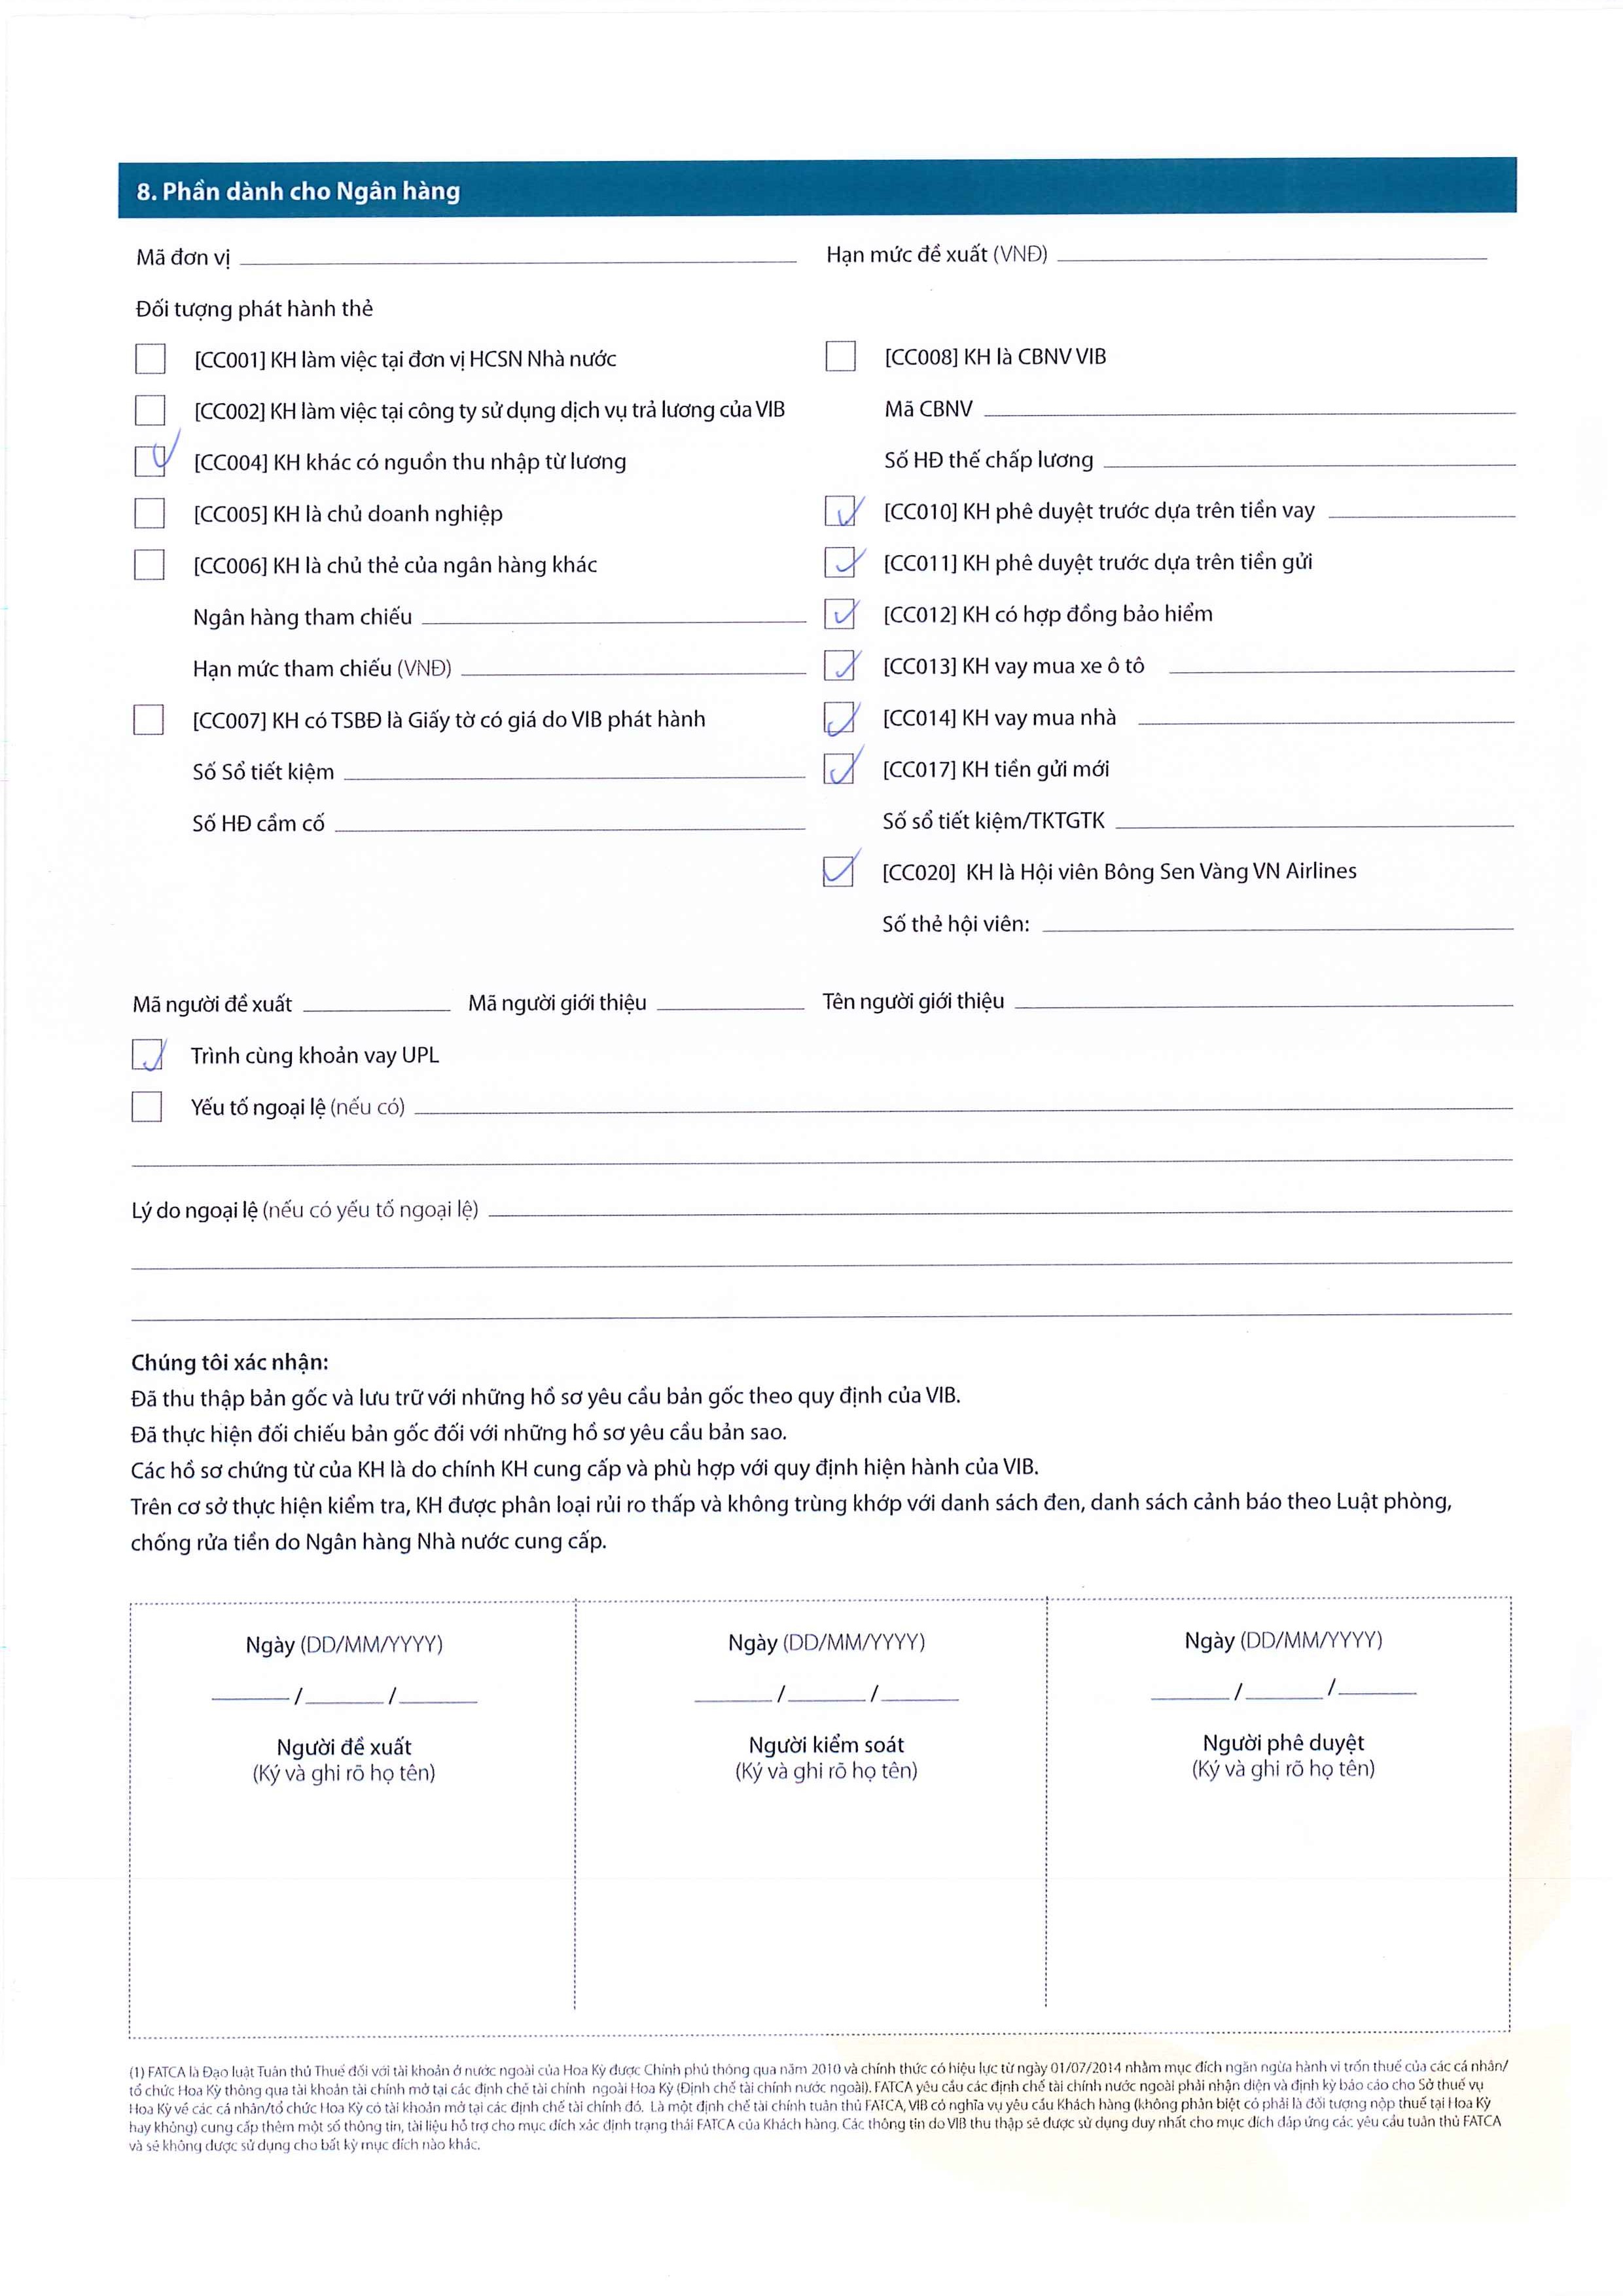 8. Phần dành cho Ngân hàng
Mã đơn vị
Hạn mức đề xuất (VNĐ)
Đối tượng phát hành thẻ
[CC001] KH làm việc tại đơn vị HCSN Nhà nước
[CC002] KH làm việc tại công ty sử dụng dịch vụ trả lương của VIB
[CC004] KH khác có nguồn thu nhập từ lương
[CC005] KH là chủ doanh nghiệp
[CC006] KH là chủ thẻ của ngân hàng khác
Ngân hàng tham chiếu
Hạn mức tham chiếu (VNĐ)
[CC007] KH có TSBĐ là Giấy tờ có giá do VIB phát hành
Số Sổ tiết kiệm
Số HĐ cầm cố
[CC008] KH là CBNV VIB
Mã CBNV
Số HĐ thế chấp lương
[CC010] KH phê duyệt trước dựa trên tiền vay
[CC011] KH phê duyệt trước dựa trên tiền gửi
[CC012] KH có hợp đồng bảo hiểm
[CC013] KH vay mua xe ô tô
[CC014] KH vay mua nhà
[CC017] KH tiền gửi mới
Số sổ tiết kiệm/TKTGTK
[CC020] KH là Hội viên Bông Sen Vàng VN Airlines
Số thẻ hội viên:
Mã người đề xuất
Mã người giới thiệu
Tên người giới thiệu
Trình cùng khoản vay UPL
Yếu tố ngoại lệ (nếu có)
Lý do ngoại lệ (nếu có yếu tố ngoại lệ)
Chúng tôi xác nhận:
Đã thu thập bản gốc và lưu trữ với những hồ sơ yêu cầu bản gốc theo quy định của VIB.
Đã thực hiện đối chiếu bản gốc đối với những hồ sơ yêu cầu bản sao.
Các hồ sơ chứng từ của KH là do chính KH cung cấp và phù hợp với quy định hiện hành của VIB.
Trên cơ sở thực hiện kiểm tra, KH được phân loại rủi ro thấp và không trùng khớp với danh sách đen, danh sách cảnh báo theo Luật phòng,
chống rửa tiền do Ngân hàng Nhà nước cung cấp.
Ngày (DD/MM/YYYY)
/ /
Người đề xuất
(Ký và ghi rõ họ tên)
Ngày (DD/MM/YYYY)
/ /
Người kiểm soát
(Ký và ghi rõ họ tên)
Ngày (DD/MM/YYYY)
/ /
Người phê duyệt
(Ký và ghi rõ họ tên)
(1) FATCA là Đạo luật Tuân thủ Thuế đối với tài khoản ở nước ngoài của Hoa Kỳ được Chính phủ thông qua năm 2010 và chính thức có hiệu lực từ ngày 01/07/2014 nhằm mục đích ngăn ngừa hành vi trốn thuế của các cá nhân/
tổ chức Hoa Kỳ thông qua tài khoản tài chính mở tại các định chế tài chính ngoài Hoa Kỳ (Định chế tài chính nước ngoài). FATCA yêu cầu các định chế tài chính nước ngoài phải nhận diện và định kỳ báo cáo cho Sở thuế vụ
Hoa Kỳ về các cá nhân/tổ chức Hoa Kỳ có tài khoản mở tại các định chế tài chính đó. Là một định chế tài chính tuân thủ FATCA, VIB có nghĩa vụ yêu cầu Khách hàng (không phân biệt có phải là đối tượng nộp thuế tại Hoa Kỳ
hay không) cung cấp thêm một số thông tin, tài liệu hỗ trợ cho mục đích xác định trạng thái FATCA của Khách hàng. Các thông tin do VIB thu thập sẽ được sử dụng duy nhất cho mục đích đáp ứng các yêu cầu tuân thủ FATCA
và sẽ không được sử dụng cho bất kỳ mục đích nào khác.